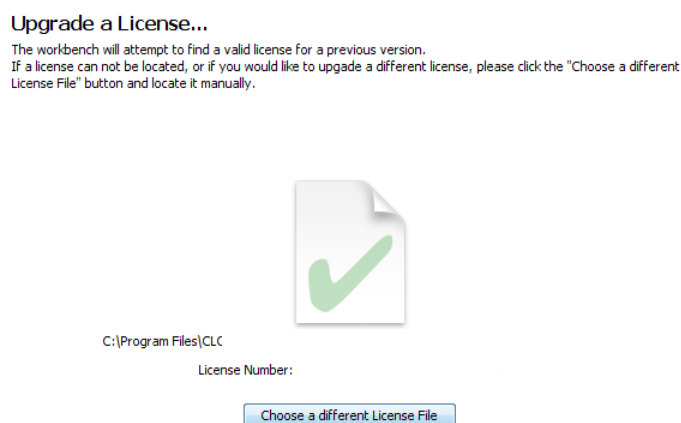 Upgrade a License...
The workbench will attempt to find a valid license for a previous version.
If a license can not be located, or if you would like to upgade a different license, please click the "Choose a different
License File" button and locate it manually.
C:\Program Files\CLC
License Number:
Choose a different License File